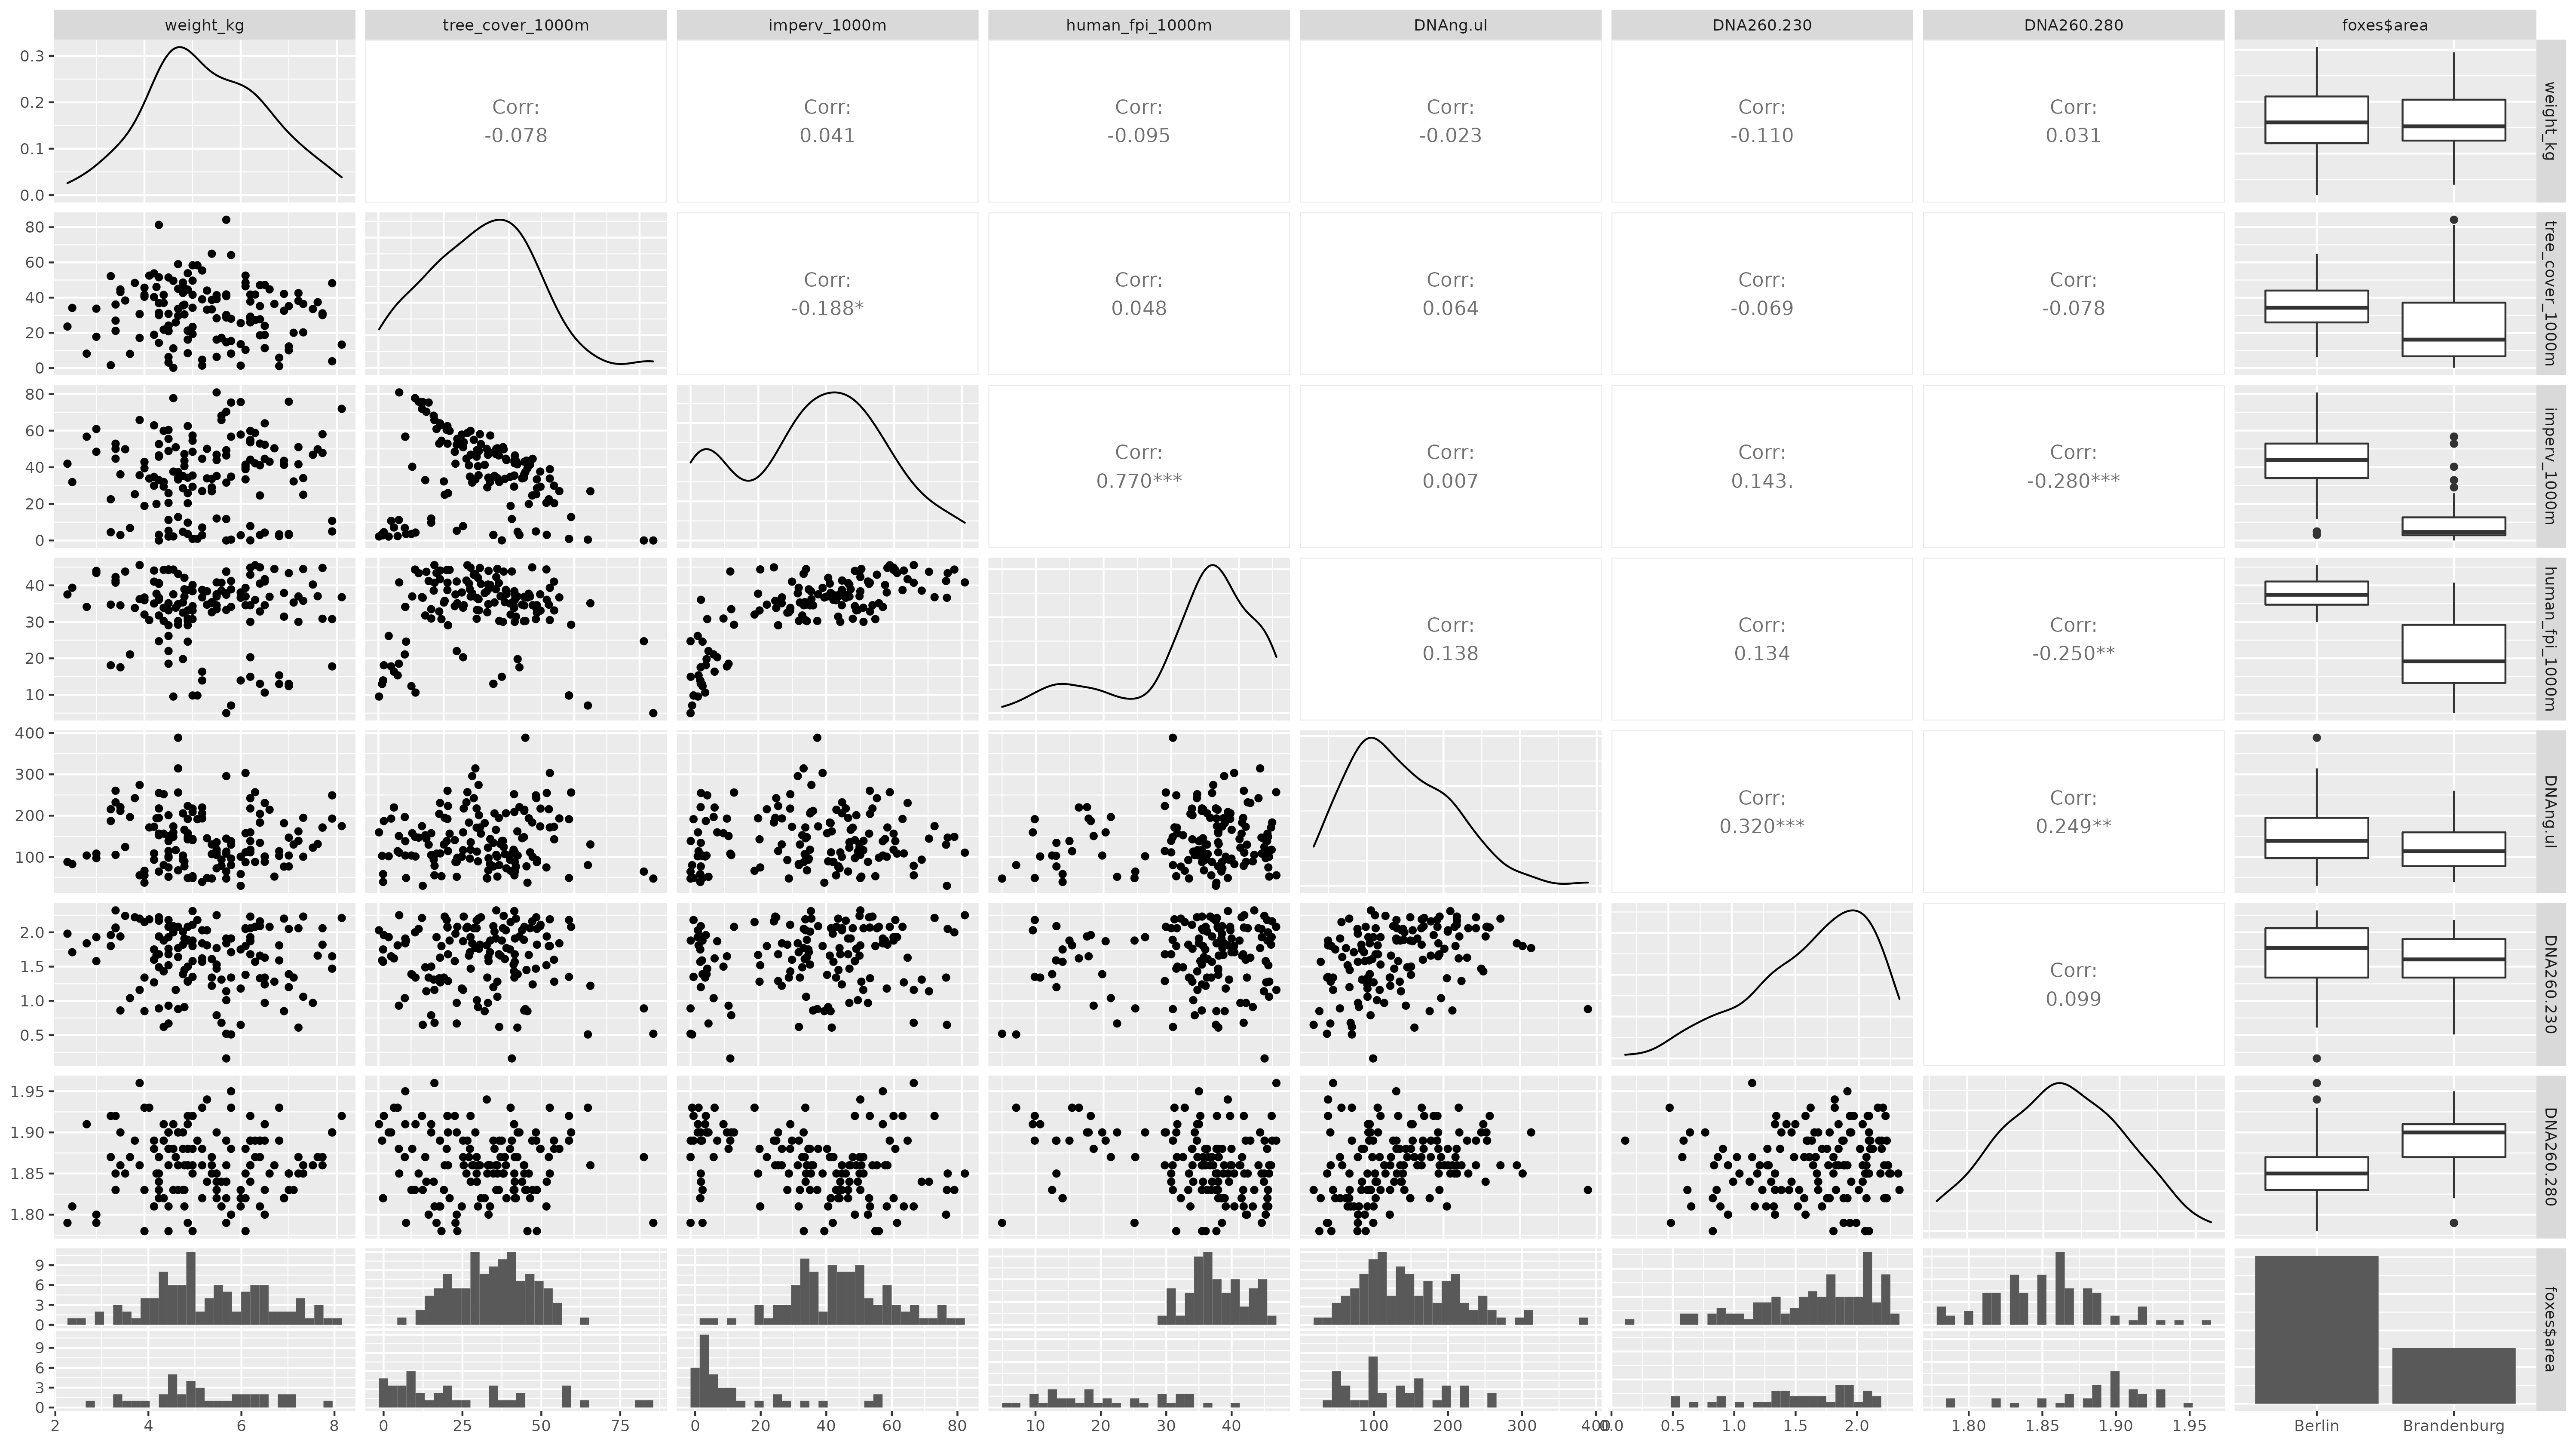 weight_kg tree_cover_1000m imperv_1000m human_fpi_1000m DNAng.ul DNA260.230 DNA260.280 foxes$area
0.3
0.2
0.1
0.0
Corr:
-0.078
Corr:
0.041
Corr:
-0.095
Corr:
-0.023
Corr:
-0.110
Corr:
0.031
weight_kg
80
60
40
20
0
Corr:
-0.188*
Corr:
0.048
Corr:
0.064
Corr:
-0.069
Corr:
-0.078
tree_cover_1000m
80
60
40
20
0
Corr:
0.770***
Corr:
0.007
Corr:
0.143.
Corr:
-0.280***
imperv_1000m
40
30
20
10
Corr:
0.138
Corr:
0.134
Corr:
-0.250**
human_fpi_1000m
400
300
200
100
Corr:
0.320***
Corr:
0.249**
DNAng.ul
2.0
1.5
1.0
0.5
Corr:
0.099
DNA260.230
1.95
1.90
1.85
1.80
DNA260.280
9
6
3
0
9
6
3
0
foxes$area
2 4 6 8 0 25 50 75 0 20 40 60 80 10 20 30 40 100 200 300 400 0.0 0.5 1.0 1.5 2.0 1.80 1.85 1.90 1.95 Berlin Brandenburg